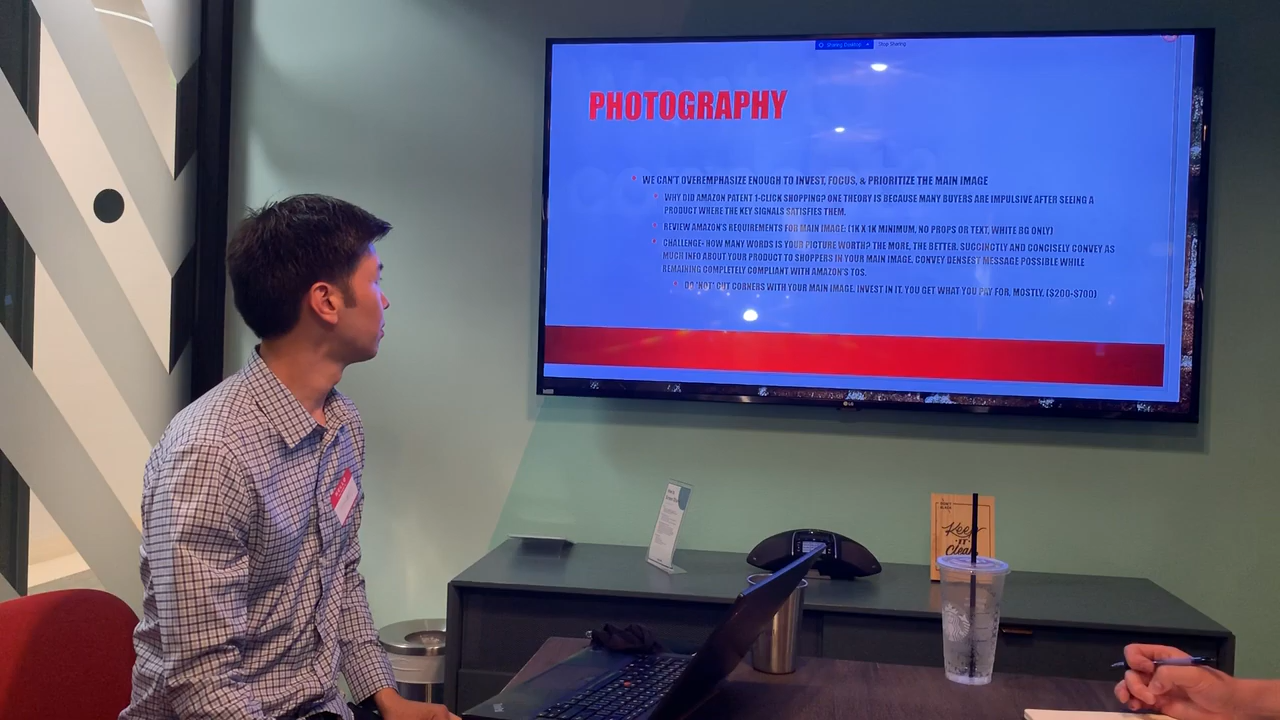 Sharing Desktop
Stop Sharing
PHOTOGRAPHY
WE CAN'T OVEREMPHASIZE ENOUGH TO INVEST, FOCUS, & PRIORITIZE THE MAIN IMAGE
WHY DID AMAZON PATENT 1-CLICK SHOPPING? ONE THEORY IS BECAUSE MANY BUYERS ARE IMPULSIVE AFTER SEEING A
PRODUCT WHERE THE KEY SIGNALS SATISFIES THEM.
REVIEW AMAZON'S REQUIREMENTS FOR MAIN IMAGE: (1K X 1K MINIMUM, NO PROPS OR TEXT, WHITE BG ONLY)
CHALLENGE- HOW MANY WORDS IS YOUR PICTURE WORTH? THE MORE, THE BETTER. SUCCINCTLY AND CONCISELY CONVEY AS
MUCH INFO ABOUT YOUR PRODUCT TO SHOPPERS IN YOUR MAIN IMAGE. CONVEY DENSEST MESSAGE POSSIBLE WHILE
REMAINING COMPLETELY COMPLIANT WITH AMAZON'S TOS.
DO *NOT* CUT CORNERS WITH YOUR MAIN IMAGE. INVEST IN IT. YOU GET WHAT YOU PAY FOR. MOSTLY. ($200-$700)
LG
Keep
IT
Clean